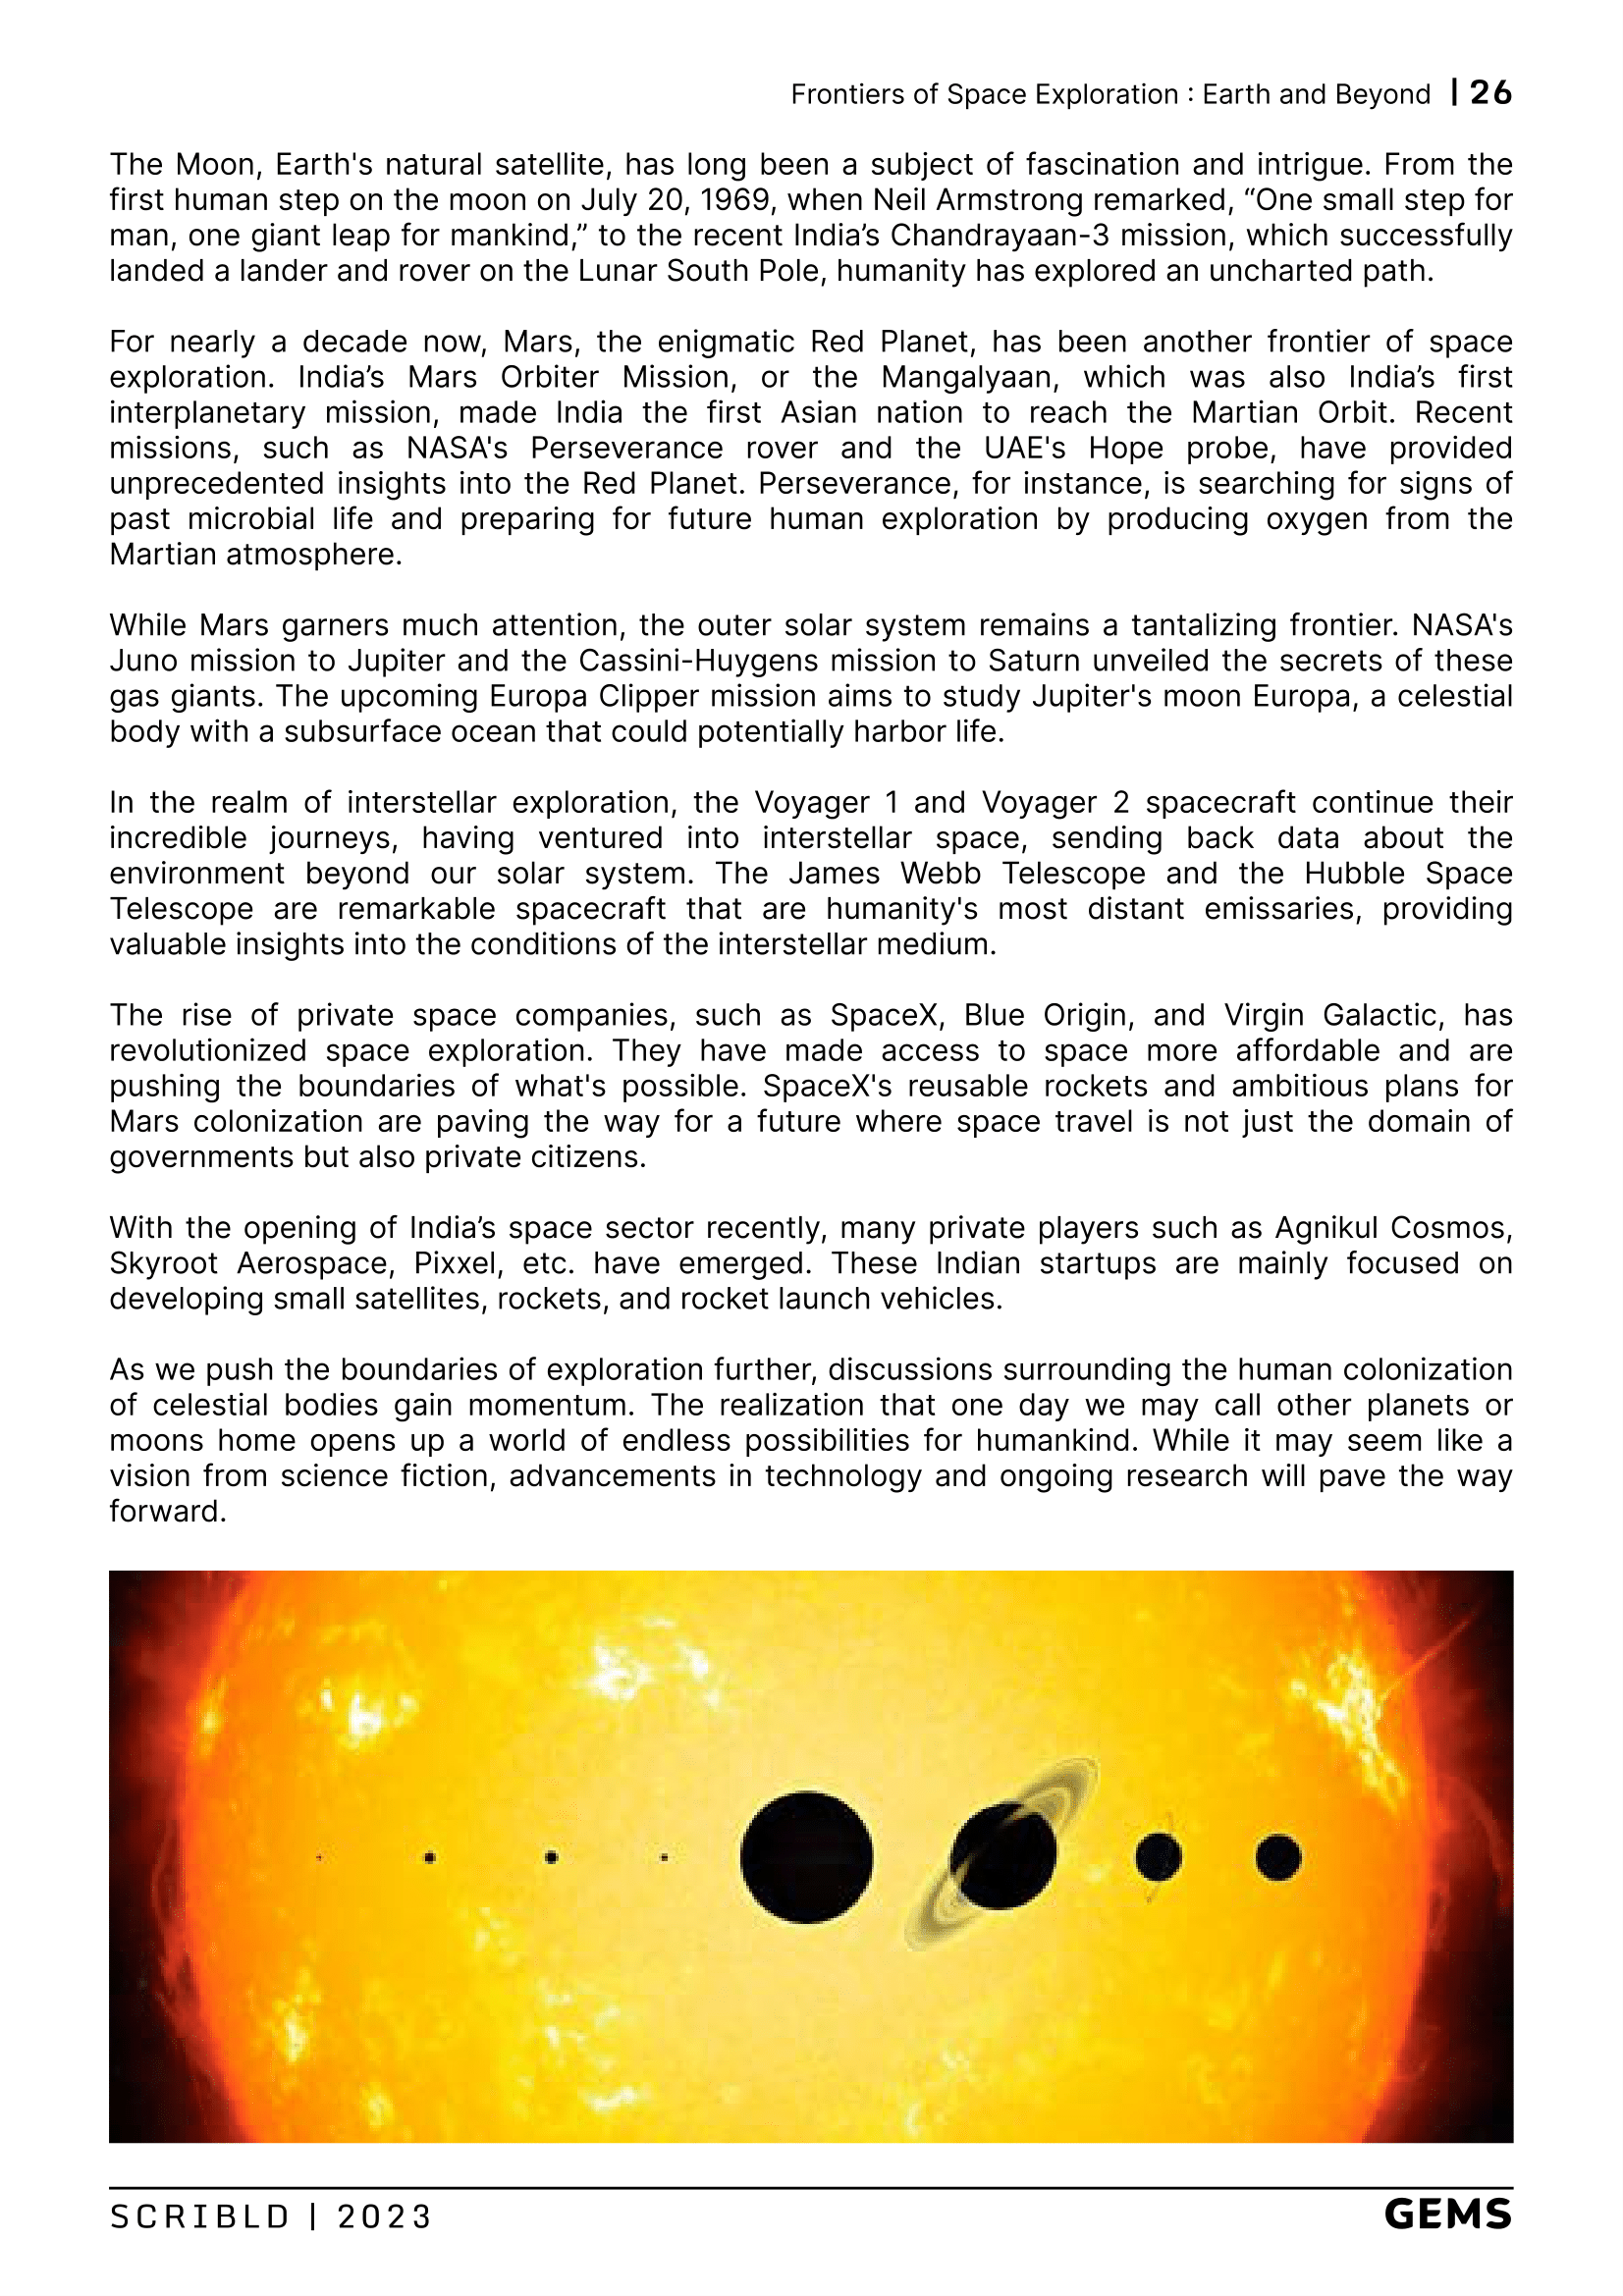 Frontiers of Space Exploration : Earth and Beyond | 26
The Moon, Earth's natural satellite, has long been a subject of fascination and intrigue. From the
first human step on the moon on July 20, 1969, when Neil Armstrong remarked, “One small step for
man, one giant leap for mankind,” to the recent India’s Chandrayaan-3 mission, which successfully
landed a lander and rover on the Lunar South Pole, humanity has explored an uncharted path.
For nearly a decade now, Mars, the enigmatic Red Planet, has been another frontier of space
exploration. India’s Mars Orbiter Mission, or the Mangalyaan, which was also India’s first
interplanetary mission, made India the first Asian nation to reach the Martian Orbit. Recent
missions, such as NASA's Perseverance rover and the UAE's Hope probe, have provided
unprecedented insights into the Red Planet. Perseverance, for instance, is searching for signs of
past microbial life and preparing for future human exploration by producing oxygen from the
Martian atmosphere.
While Mars garners much attention, the outer solar system remains a tantalizing frontier. NASA's
Juno mission to Jupiter and the Cassini-Huygens mission to Saturn unveiled the secrets of these
gas giants. The upcoming Europa Clipper mission aims to study Jupiter's moon Europa, a celestial
body with a subsurface ocean that could potentially harbor life.
In the realm of interstellar exploration, the Voyager 1 and Voyager 2 spacecraft continue their
incredible journeys, having ventured into interstellar space, sending back data about the
environment beyond our solar system. The James Webb Telescope and the Hubble Space
Telescope are remarkable spacecraft that are humanity's most distant emissaries, providing
valuable insights into the conditions of the interstellar medium.
The rise of private space companies, such as SpaceX, Blue Origin, and Virgin Galactic, has
revolutionized space exploration. They have made access to space more affordable and are
pushing the boundaries of what's possible. SpaceX's reusable rockets and ambitious plans for
Mars colonization are paving the way for a future where space travel is not just the domain of
governments but also private citizens.
With the opening of India’s space sector recently, many private players such as Agnikul Cosmos,
Skyroot Aerospace, Pixxel, etc. have emerged. These Indian startups are mainly focused on
developing small satellites, rockets, and rocket launch vehicles.
As we push the boundaries of exploration further, discussions surrounding the human colonization
of celestial bodies gain momentum. The realization that one day we may call other planets or
moons home opens up a world of endless possibilities for humankind. While it may seem like a
vision from science fiction, advancements in technology and ongoing research will pave the way
forward.
SCRIBLD | 2023
GEMS